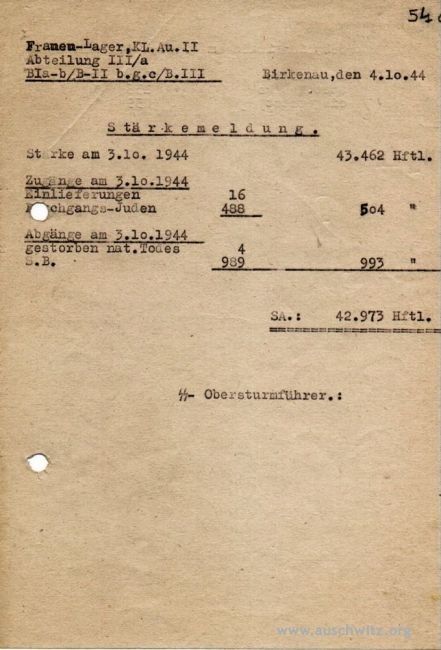 54
Frauen-Lager,KL.Au.II
Abteilung III/a
BIa-b/B-II b.g.c/B.III Birkenau,den 4.10.44
Stärkemeldung.
Stärke am 3.10. 1944 43.462 Hftl.
Zugänge am 3.10.1944
Einlieferungen 16
chgangs-Juden 488 504 "
Abgänge am 3.10.1944
gestorben nat.Todes 4
S.B. 989 993 "
SA.: 42.973 Hftl.
ᛋᛋ- Obersturmführer.:
www.auschwitz.org